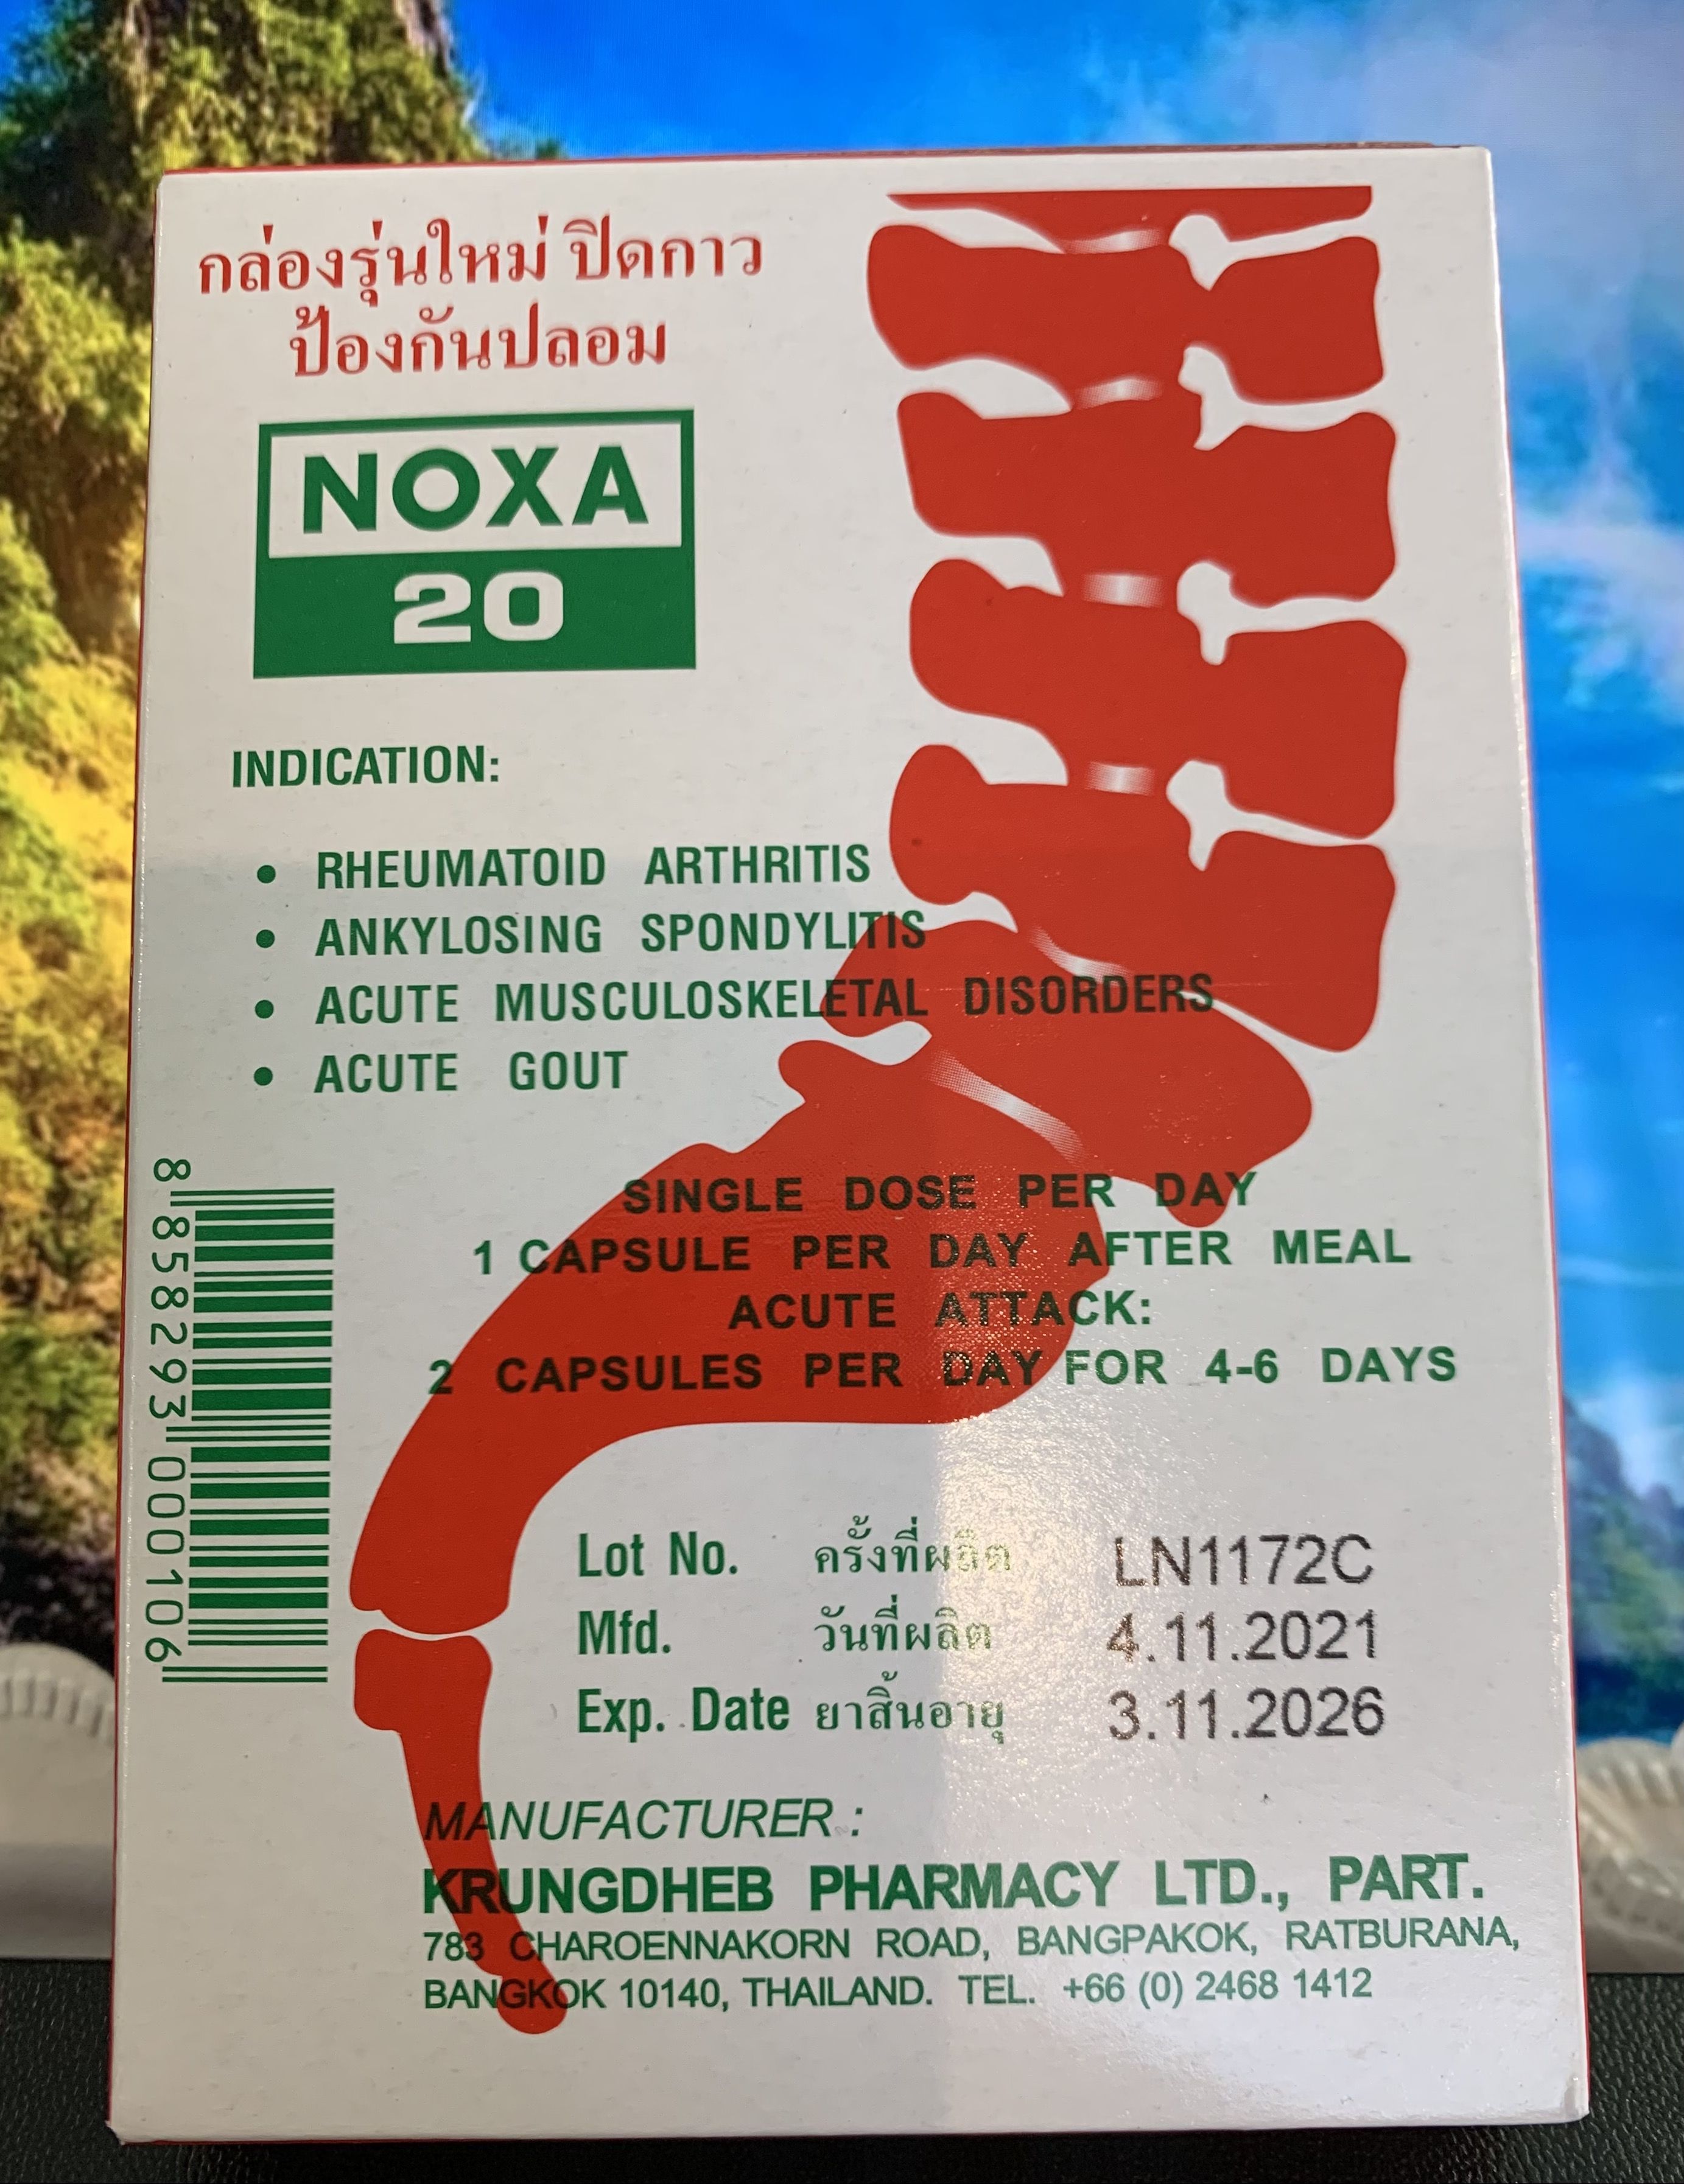 กล่องรุ่นใหม่ ปิดกาว
ป้องกันปลอม
NOXA
20
INDICATION:
• RHEUMATOID ARTHRITIS
• ANKYLOSING SPONDYLITIS
• ACUTE MUSCULOSKELETAL DISORDERS
• ACUTE GOUT
8 858293 000106
SINGLE DOSE PER DAY
1 CAPSULE PER DAY AFTER MEAL
ACUTE ATTACK:
2 CAPSULES PER DAY FOR 4-6 DAYS
Lot No. ครั้งที่ผลิต LN1172C
Mfd. วันที่ผลิต 4.11.2021
Exp. Date ยาสิ้นอายุ 3.11.2026
MANUFACTURER :
KRUNGDHEB PHARMACY LTD., PART.
783 CHAROENNAKORN ROAD, BANGPAKOK, RATBURANA,
BANGKOK 10140, THAILAND. TEL. +66 (0) 2468 1412